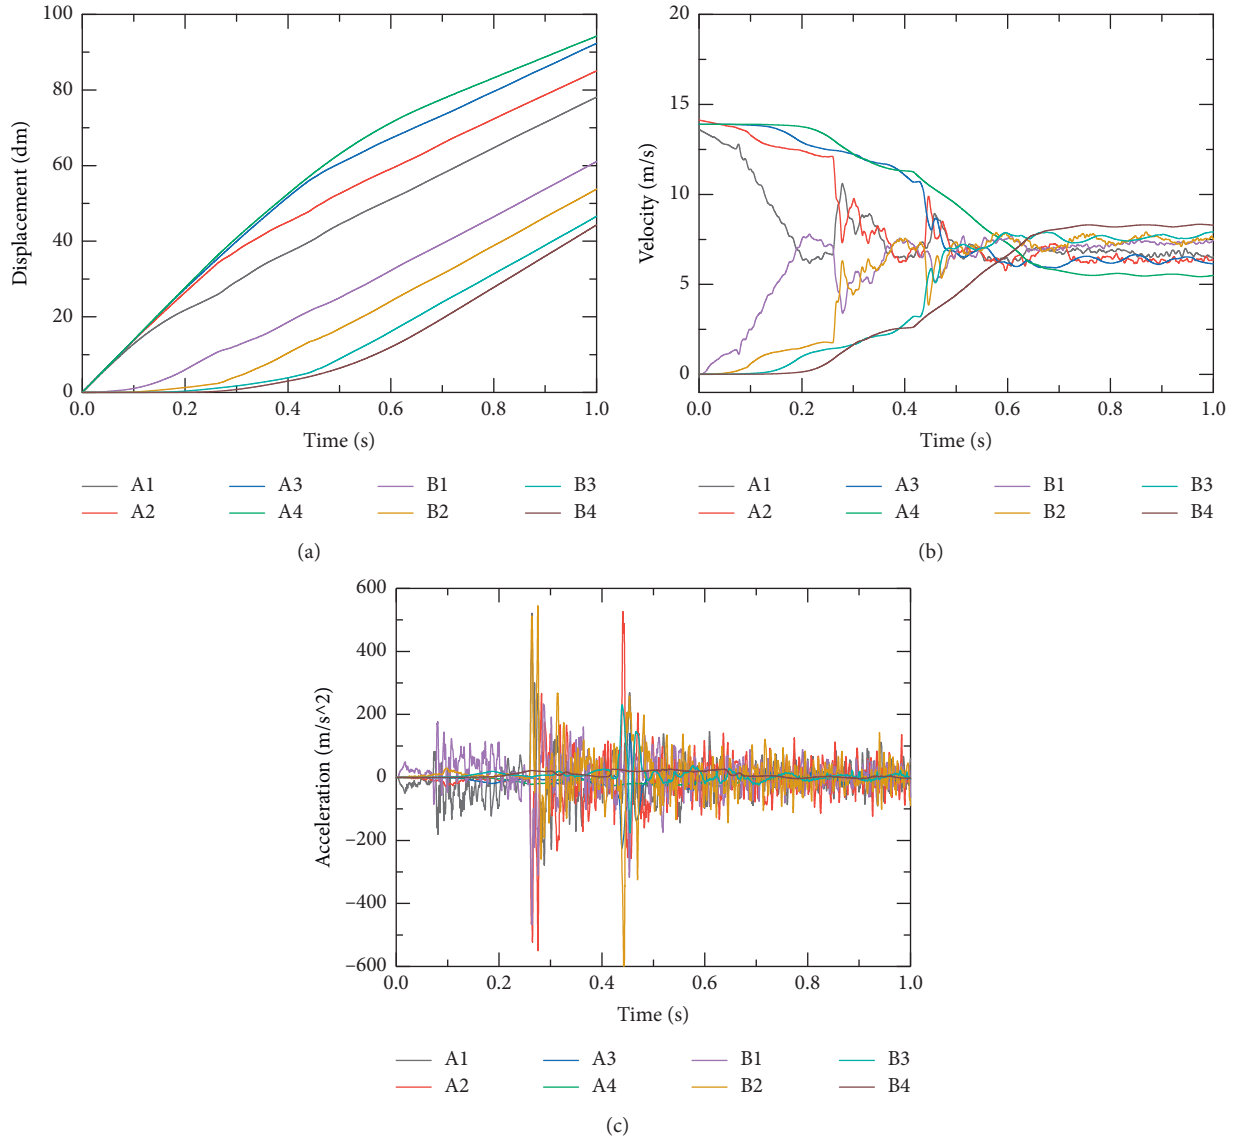 100
80
60
40
20
0
Displacement (dm)
0.0 0.2 0.4 0.6 0.8 1.0
Time (s)
A1 A3 B1 B3
A2 A4 B2 B4
(a)
20
15
10
5
0
Velocity (m/s)
0.0 0.2 0.4 0.6 0.8 1.0
Time (s)
A1 A3 B1 B3
A2 A4 B2 B4
(b)
600
400
200
0
−200
−400
−600
Acceleration (m/s^2)
0.0 0.2 0.4 0.6 0.8 1.0
Time (s)
A1 A3 B1 B3
A2 A4 B2 B4
(c)